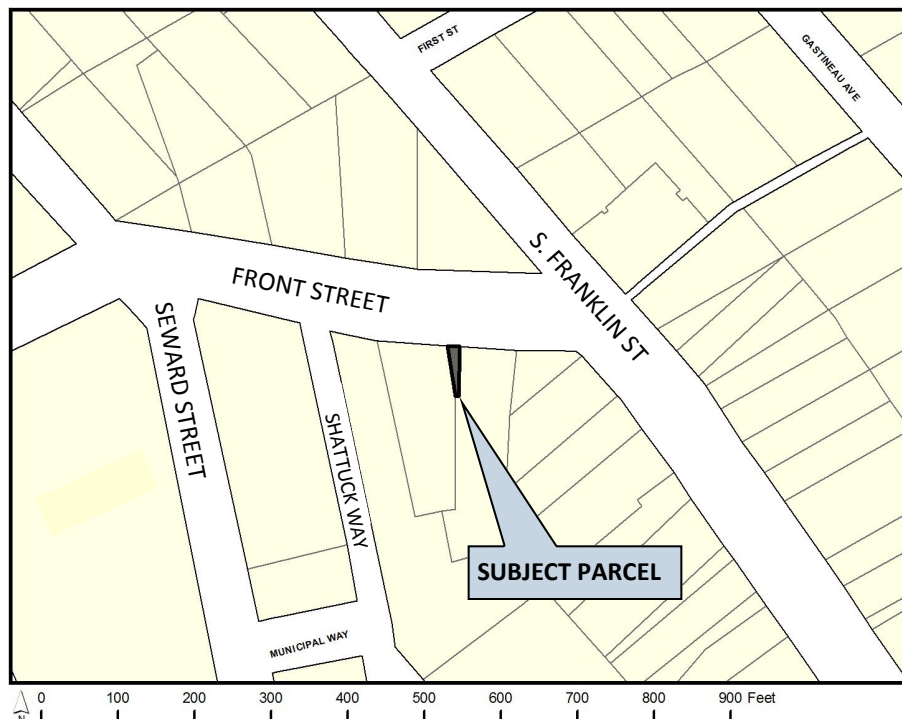 FIRST ST
GASTINEAU AVE
FRONT STREET
S. FRANKLIN ST
SEWARD STREET
SHATTUCK WAY
SUBJECT PARCEL
MUNICIPAL WAY
N 0 100 200 300 400 500 600 700 800 900 Feet